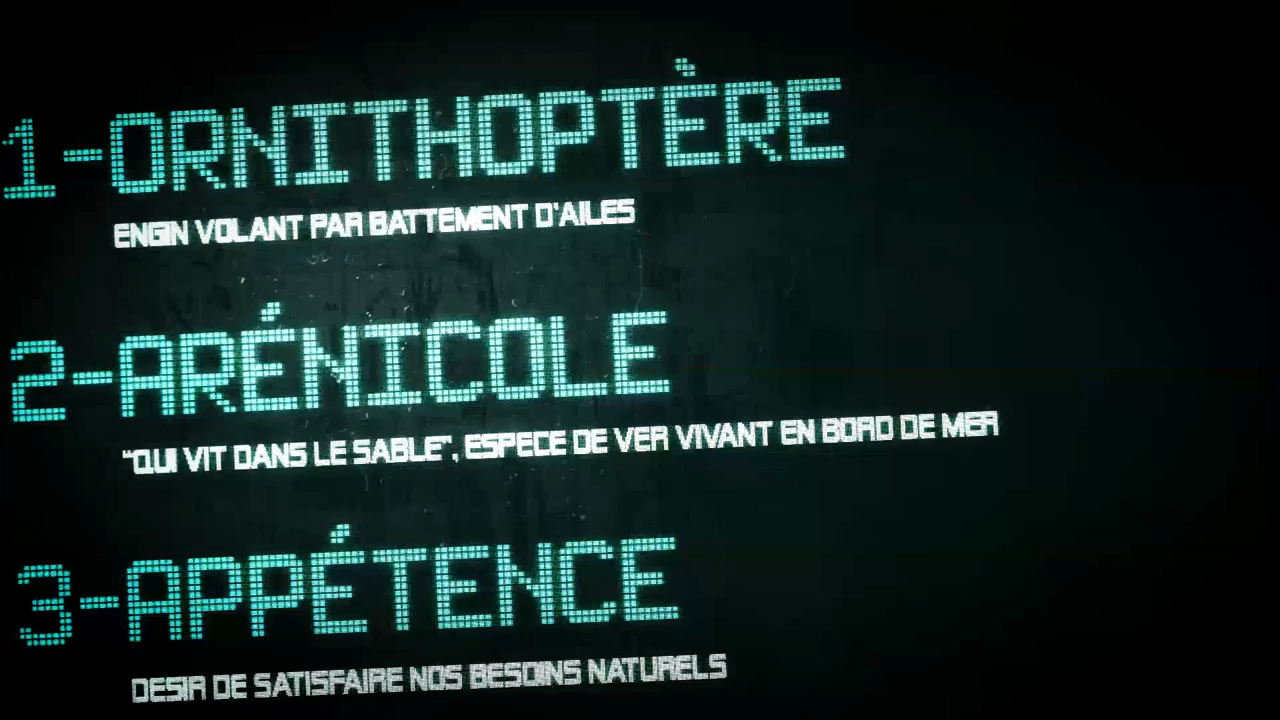 1-ORNITHOPTÈRE
ENGIN VOLANT PAR BATTEMENT D'AILES
2-ARÉNICOLE
"QUI VIT DANS LE SABLE", ESPECE DE VER VIVANT EN BORD DE MER
3-APPÉTENCE
DESIR DE SATISFAIRE NOS BESOINS NATURELS